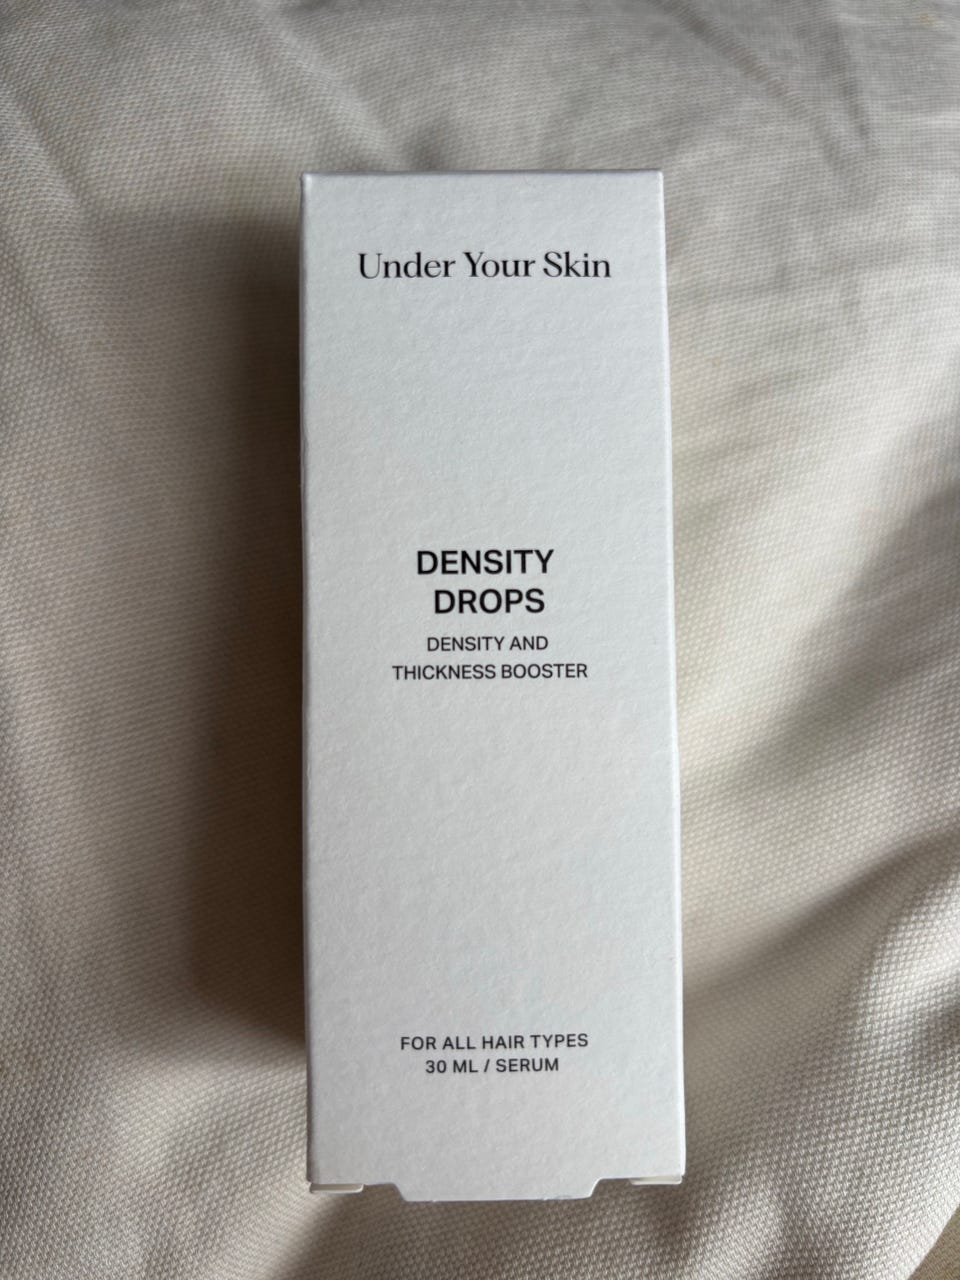 Under Your Skin
DENSITY
DROPS
DENSITY AND
THICKNESS BOOSTER
FOR ALL HAIR TYPES
30 ML / SERUM